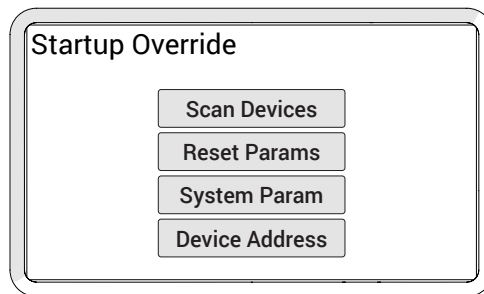 Startup Override
Scan Devices
Reset Params
System Param
Device Address